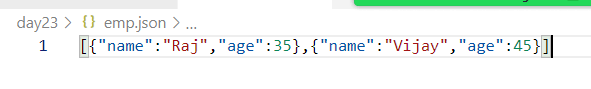 day23 > {} emp.json > ...
1 [{"name":"Raj","age":35},{"name":"Vijay","age":45}]